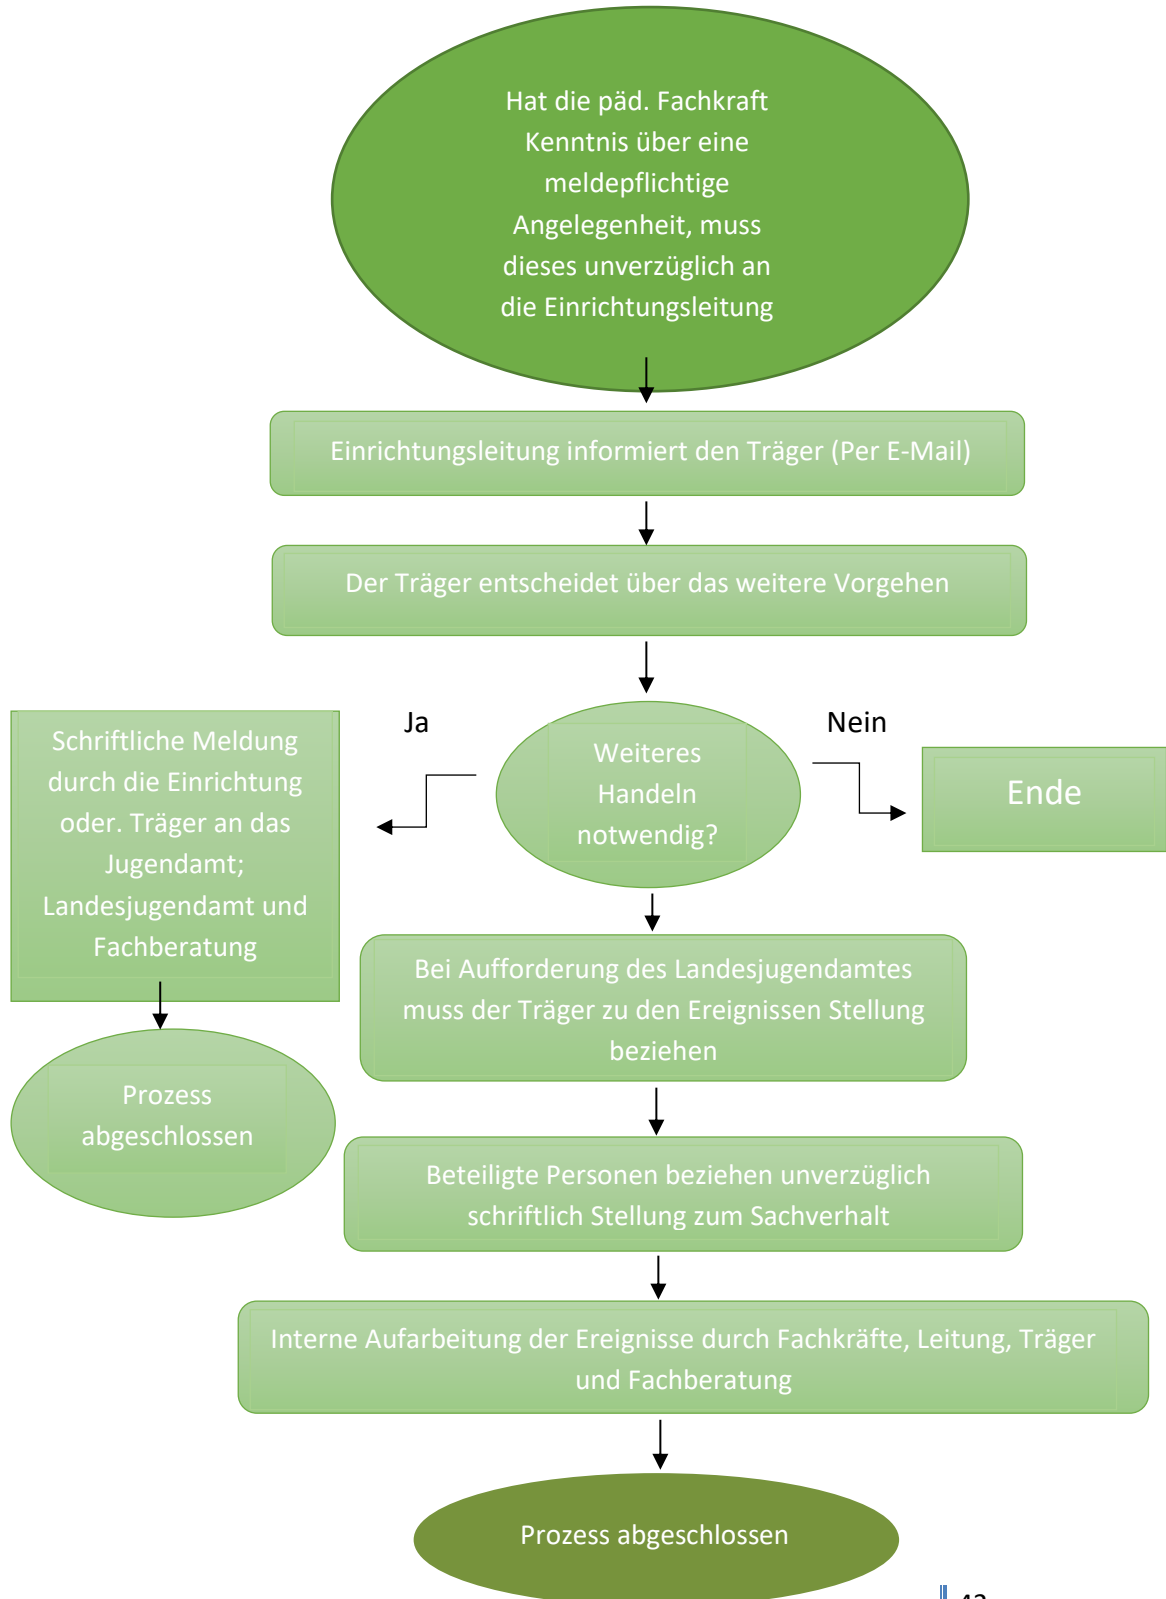 Hat die päd. Fachkraft
Kenntnis über eine
meldepflichtige
Angelegenheit, muss
dieses unverzüglich an
die Einrichtungsleitung
Einrichtungsleitung informiert den Träger (Per E-Mail)
Der Träger entscheidet über das weitere Vorgehen
Ja
Nein
Schriftliche Meldung
durch die Einrichtung
oder. Träger an das
Jugendamt;
Landesjugendamt und
Fachberatung
Weiteres
Handeln
notwendig?
Ende
Bei Aufforderung des Landesjugendamtes
muss der Träger zu den Ereignissen Stellung
beziehen
Prozess
abgeschlossen
Beteiligte Personen beziehen unverzüglich
schriftlich Stellung zum Sachverhalt
Interne Aufarbeitung der Ereignisse durch Fachkräfte, Leitung, Träger
und Fachberatung
Prozess abgeschlossen